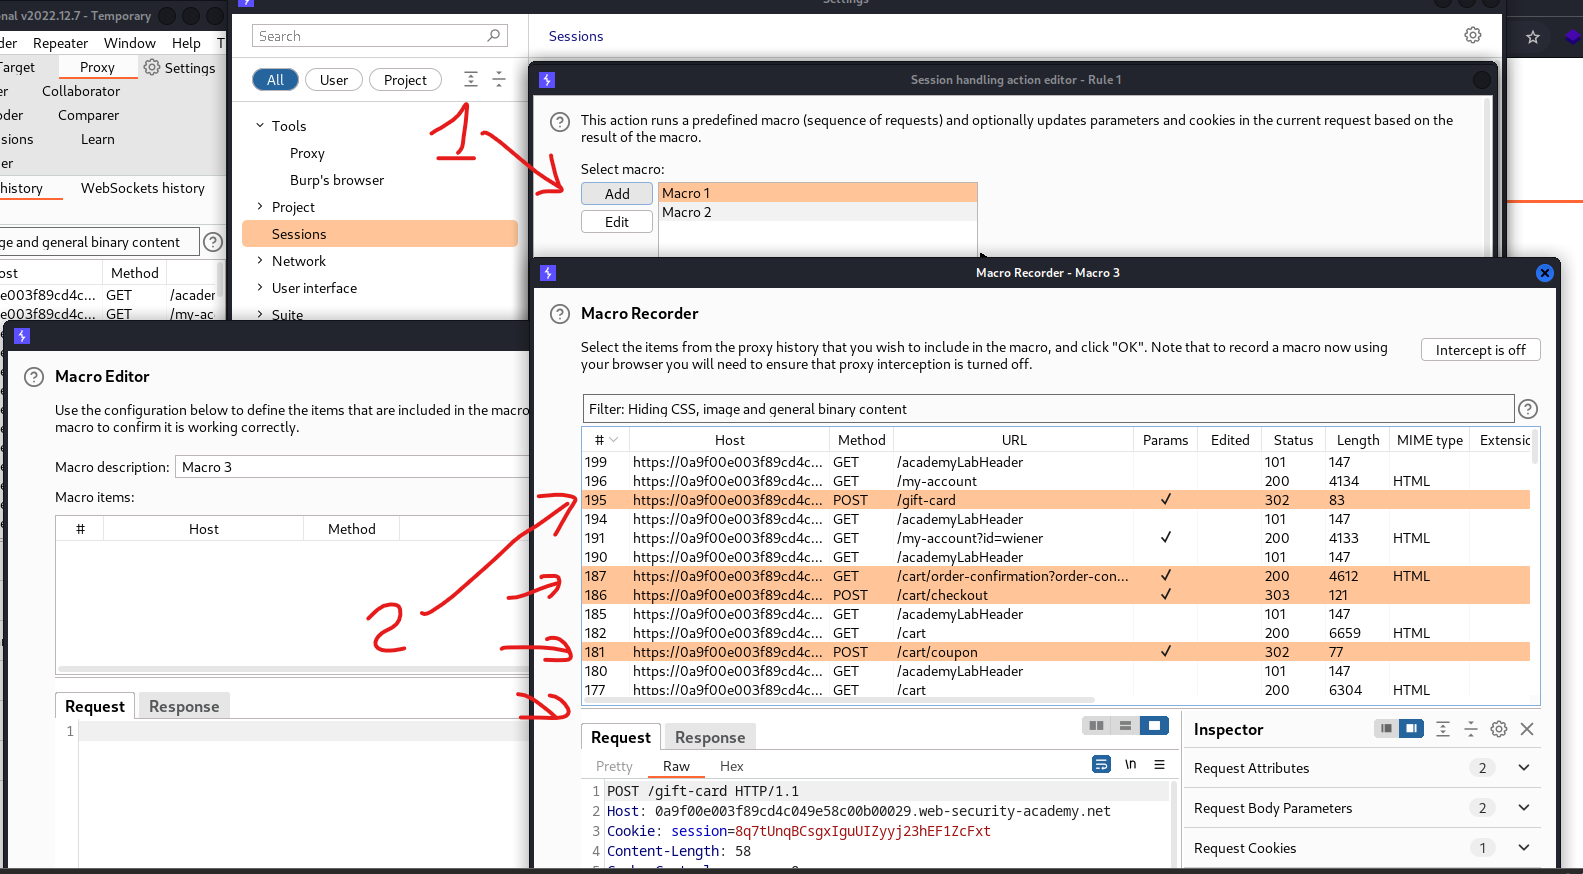 onal v2022.12.7 - Temporary
der Repeater Window Help T
Target Proxy Settings
er Collaborator
oder Comparer
sions Learn
er
history WebSockets history
ge and general binary content
ost Method
e003f89cd4c... GET /acader
e003f89cd4c... GET /my-ac
Settings
Search
All User Project
Tools
Proxy
Burp's browser
Project
Sessions
Network
User interface
Suite
Sessions
1
Session handling action editor - Rule 1
This action runs a predefined macro (sequence of requests) and optionally updates parameters and cookies in the current request based on the
result of the macro.
Select macro:
Add Macro 1
Edit Macro 2
Macro Editor
Use the configuration below to define the items that are included in the macro
macro to confirm it is working correctly.
Macro description: Macro 3
Macro items:
# Host Method
2
Request Response
1
Macro Recorder - Macro 3
Macro Recorder
Select the items from the proxy history that you wish to include in the macro, and click "OK". Note that to record a macro now using
your browser you will need to ensure that proxy interception is turned off.
Intercept is off
Filter: Hiding CSS, image and general binary content
# Host Method URL Params Edited Status Length MIME type Extensio
199 https://0a9f00e003f89cd4c... GET /academyLabHeader 101 147
196 https://0a9f00e003f89cd4c... GET /my-account 200 4134 HTML
195 https://0a9f00e003f89cd4c... POST /gift-card ✓ 302 83
194 https://0a9f00e003f89cd4c... GET /academyLabHeader 101 147
191 https://0a9f00e003f89cd4c... GET /my-account?id=wiener ✓ 200 4133 HTML
190 https://0a9f00e003f89cd4c... GET /academyLabHeader 101 147
187 https://0a9f00e003f89cd4c... GET /cart/order-confirmation?order-con... ✓ 200 4612 HTML
186 https://0a9f00e003f89cd4c... POST /cart/checkout ✓ 303 121
185 https://0a9f00e003f89cd4c... GET /academyLabHeader 101 147
182 https://0a9f00e003f89cd4c... GET /cart 200 6659 HTML
181 https://0a9f00e003f89cd4c... POST /cart/coupon ✓ 302 77
180 https://0a9f00e003f89cd4c... GET /academyLabHeader 101 147
177 https://0a9f00e003f89cd4c... GET /cart 200 6304 HTML
Request Response
Pretty Raw Hex \n
1 POST /gift-card HTTP/1.1
2 Host: 0a9f00e003f89cd4c049e58c00b00029.web-security-academy.net
3 Cookie: session=8q7tUnqBCsgxIguUIZyyj23hEF1ZcFxt
4 Content-Length: 58
Inspector
Request Attributes 2
Request Body Parameters 2
Request Cookies 1